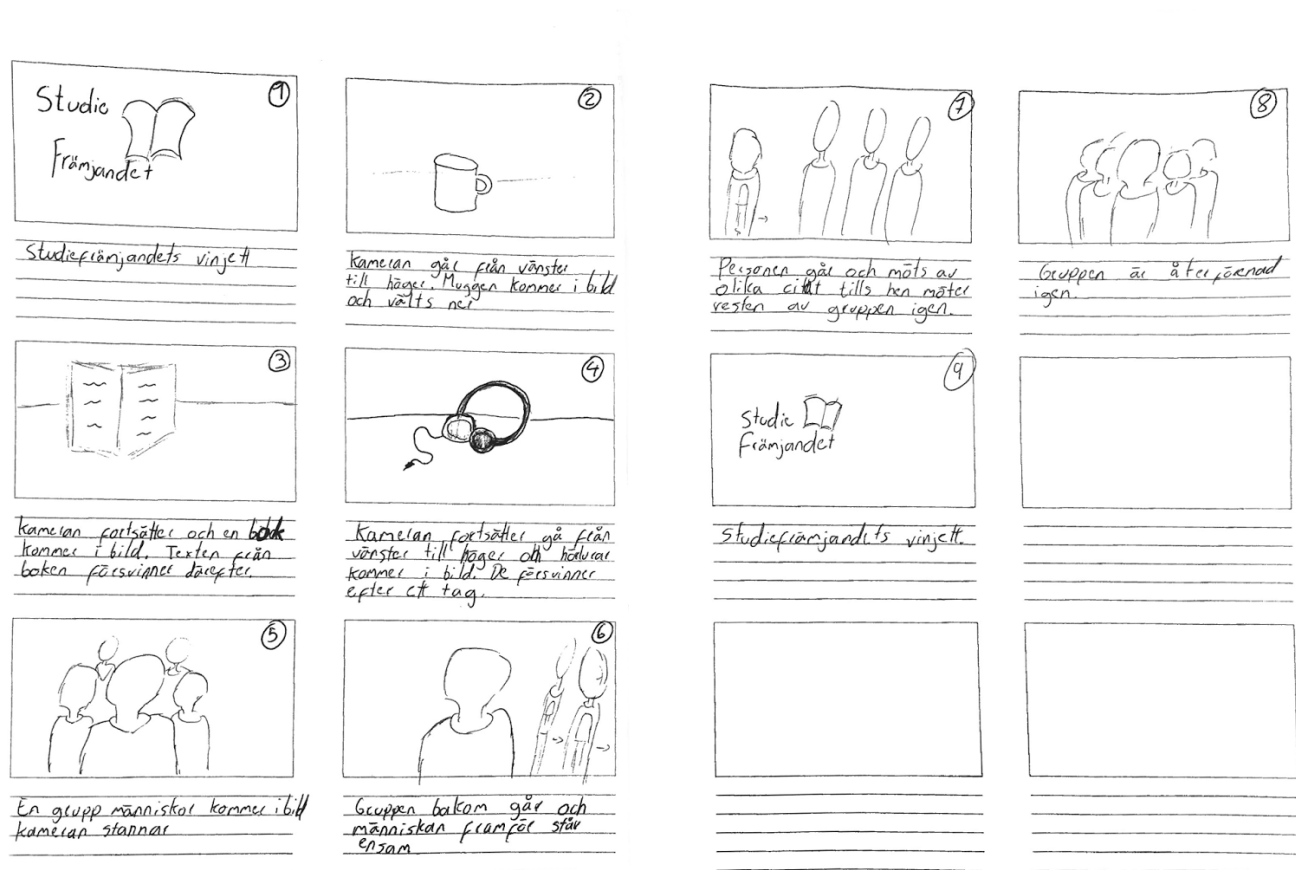 1
Studie
Främjandet
Studiefrämjandets vinjett
2
Kameran går från vänster
till höger. Muggen kommer i bild
och välts ner
3
Kameran fortsätter och en bok
kommer i bild. Texten från
boken försvinner därefter.
4
Kameran fortsätter gå från
vänster till höger och hörlurar
kommer i bild. De försvinner
efter ett tag.
5
En grupp människor kommer i bild
kameran stannar
6
Gruppen bakom går och
människan framför står
ensam
7
Personen går och möts av
olika citat tills hen möter
resten av gruppen igen.
8
Gruppen är återförenad
igen.
9
Studie
Främjandet
Studiefrämjandets vinjett.